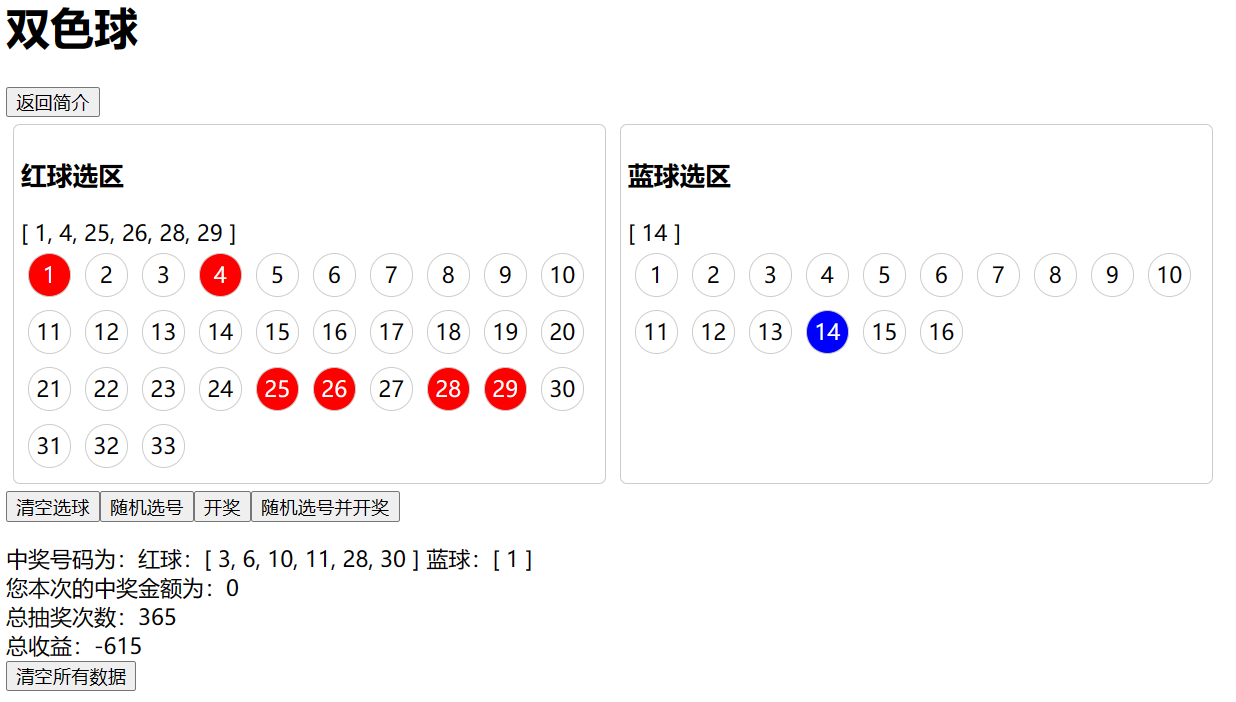 双色球
返回简介
红球选区
[ 1, 4, 25, 26, 28, 29 ]
1 2 3 4 5 6 7 8 9 10
11 12 13 14 15 16 17 18 19 20
21 22 23 24 25 26 27 28 29 30
31 32 33
蓝球选区
[ 14 ]
1 2 3 4 5 6 7 8 9 10
11 12 13 14 15 16
清空选球 随机选号 开奖 随机选号并开奖
中奖号码为：红球：[ 3, 6, 10, 11, 28, 30 ] 蓝球：[ 1 ]
您本次的中奖金额为：0
总抽奖次数：365
总收益：-615
清空所有数据